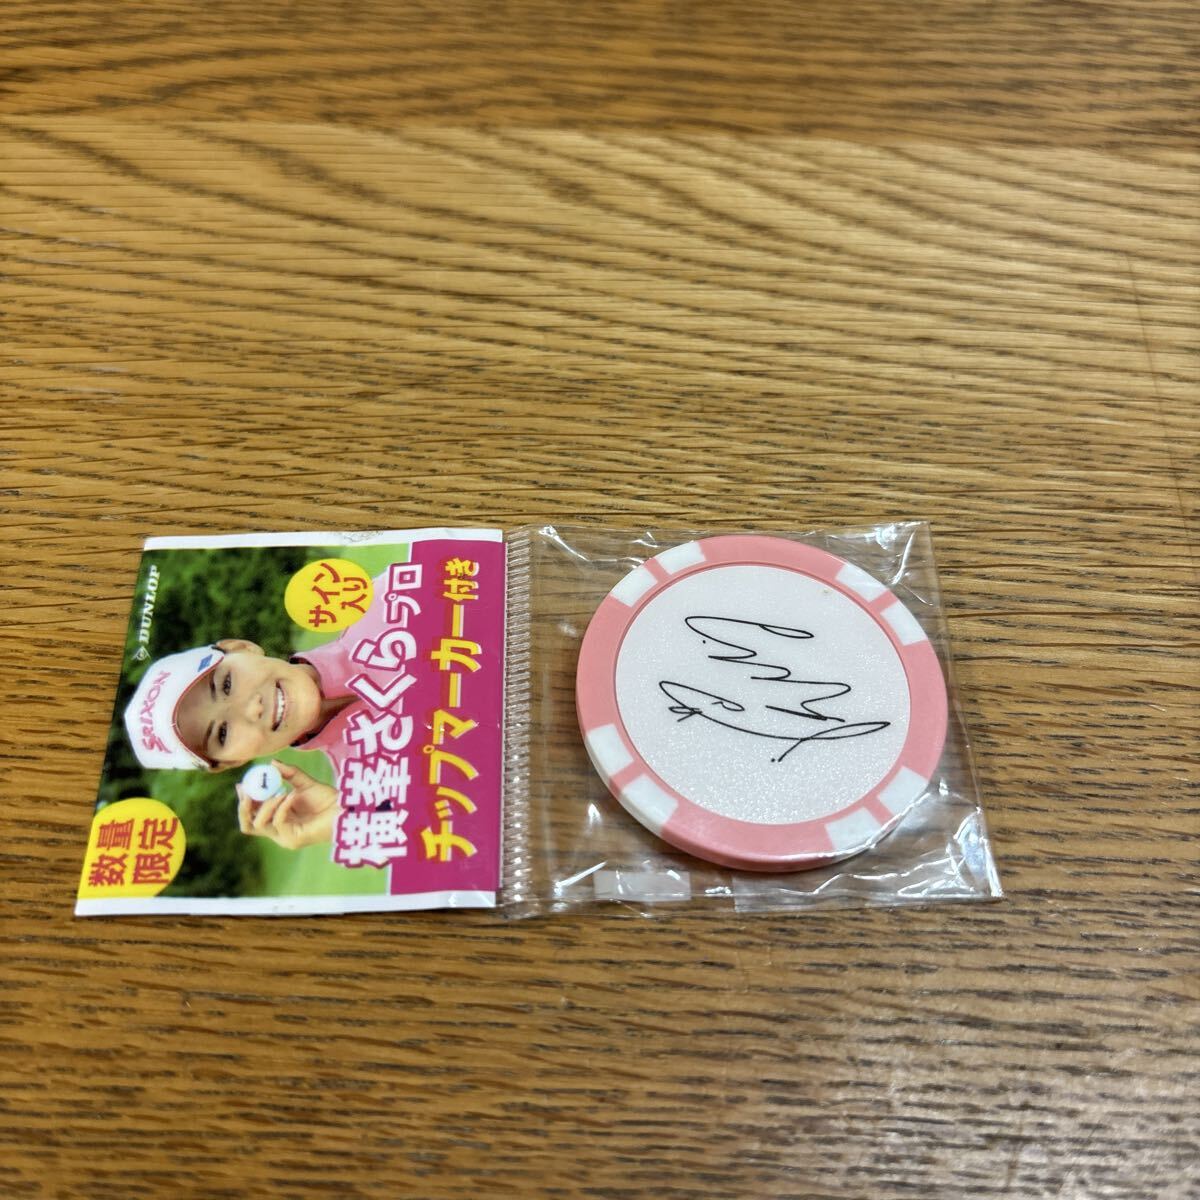 DUNLOP
SRIXON
サイン
入り
数量
限定
横峯さくらプロ
チップマーカー付き